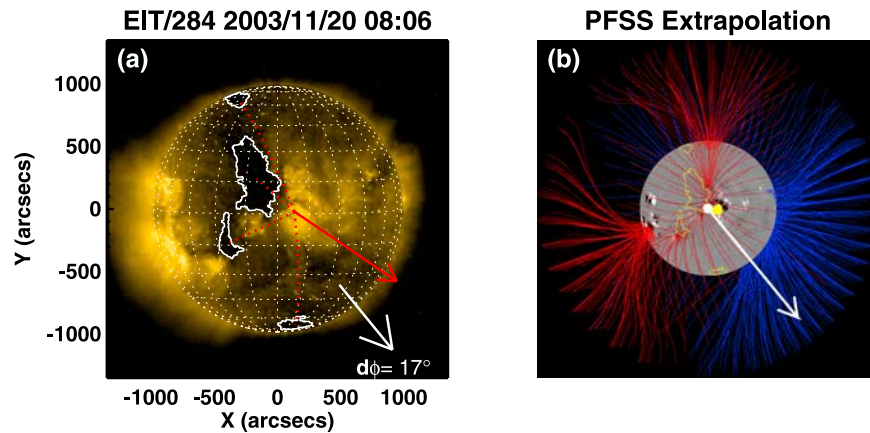 EIT/284 2003/11/20 08:06
PFSS Extrapolation
(a)
(b)
1000
500
0
-500
-1000
Y (arcsecs)
dϕ= 17°
-1000 -500 0 500 1000
X (arcsecs)